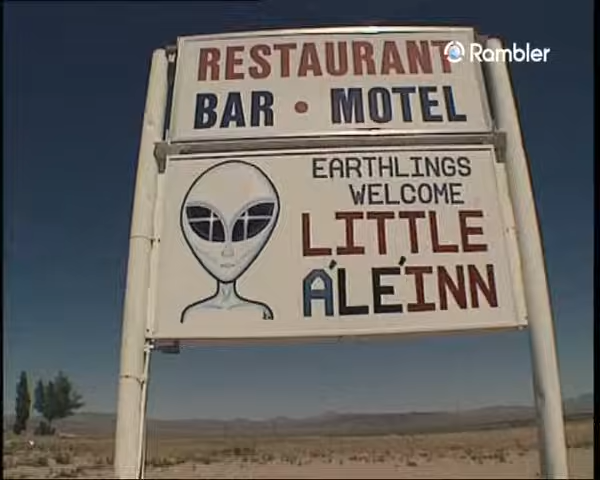 RESTAURANT
Rambler
BAR • MOTEL
EARTHLINGS
WELCOME
LITTLE
A'LE'INN